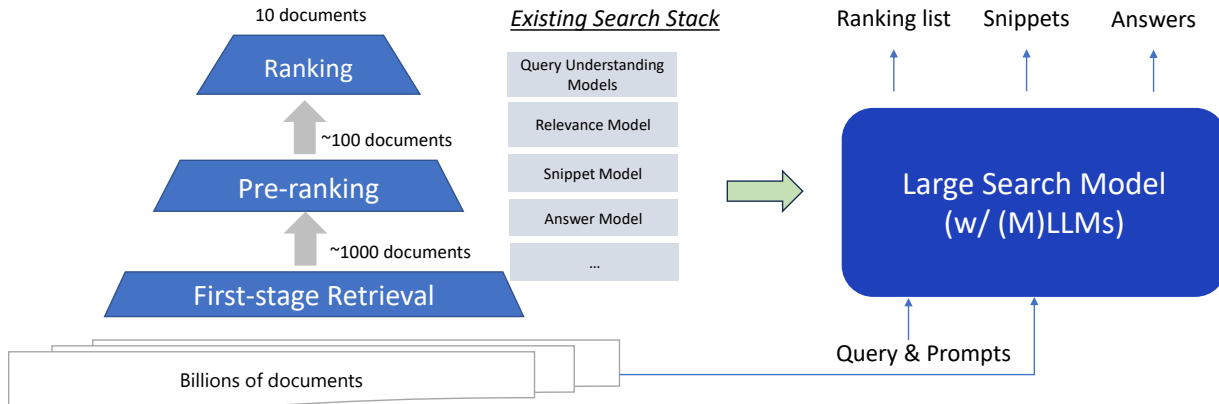 10 documents
Ranking
~100 documents
Pre-ranking
~1000 documents
First-stage Retrieval
Billions of documents
Existing Search Stack
Query Understanding
Models
Relevance Model
Snippet Model
Answer Model
...
Ranking list
Snippets
Answers
Large Search Model
(w/ (M)LLMs)
Query & Prompts